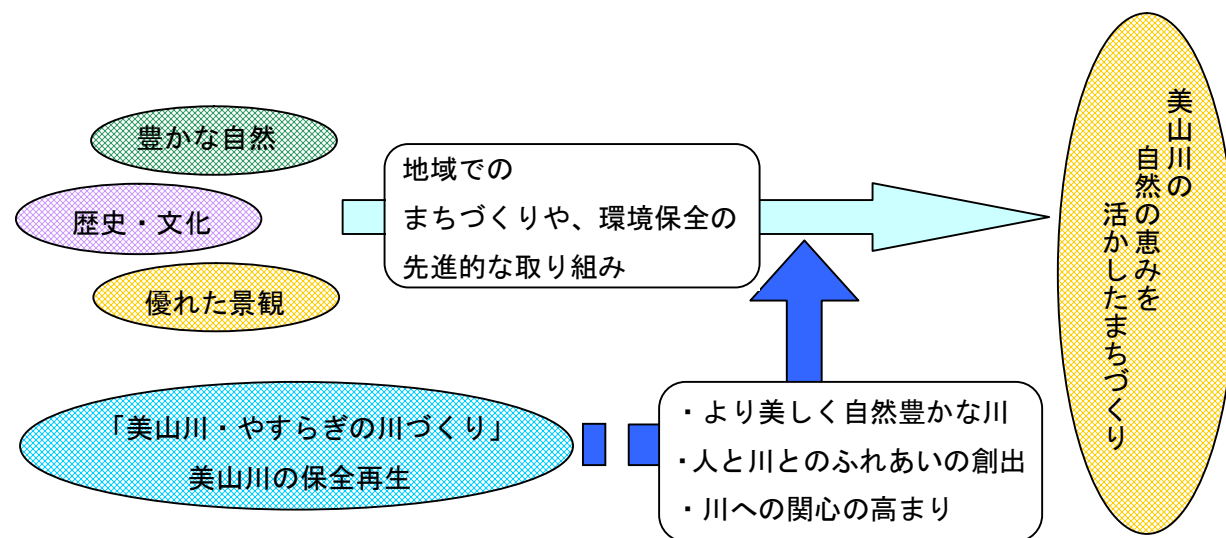 豊かな自然
歴史・文化
優れた景観
地域での
まちづくりや、環境保全の
先進的な取り組み
「美山川・やすらぎの川づくり」
美山川の保全再生
・より美しく自然豊かな川
・人と川とのふれあいの創出
・川への関心の高まり
美山川の
自然の恵みを
活かしたまちづくり